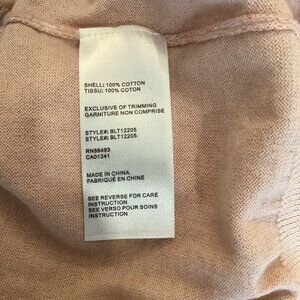 SHELL: 100% COTTON
TISSU: 100% COTON
EXCLUSIVE OF TRIMMING
GARNITURE NON COMPRISE
STYLE#: BLT12205
STYLE#: BLT12205
RN88493
CA01241
MADE IN CHINA
FABRIQUÉ EN CHINE
SEE REVERSE FOR CARE
INSTRUCTION
SEE VERSO POUR SOINS
INSTRUCTION